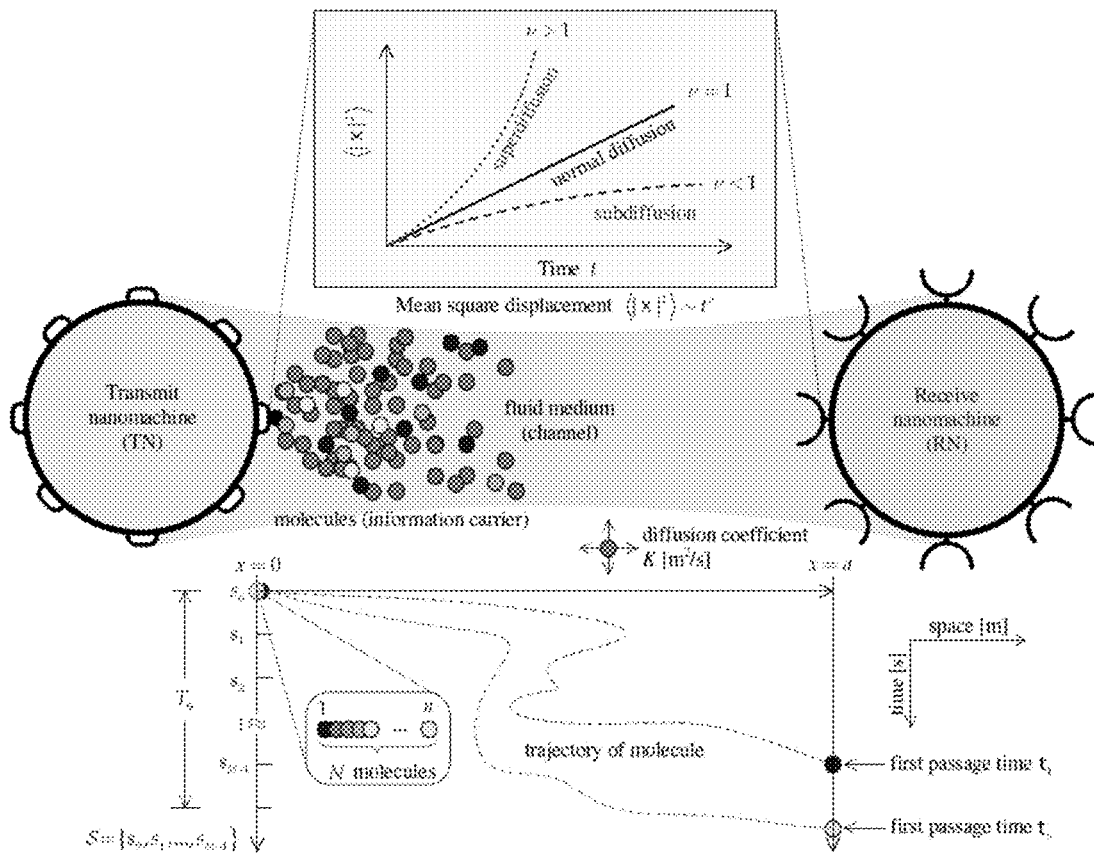 ν > 1
superdiffusion
ν = 1
normal diffusion
ν < 1
subdiffusion
Time t
Mean square displacement
Transmit
nanomachine
(TN)
fluid medium
(channel)
Receive
nanomachine
(RN)
molecules (information carrier)
diffusion coefficient
K [m²/s]
x = 0
x = a
s₁
space [m]
time [s]
1
n
N molecules
trajectory of molecule
first passage time t
first passage time t